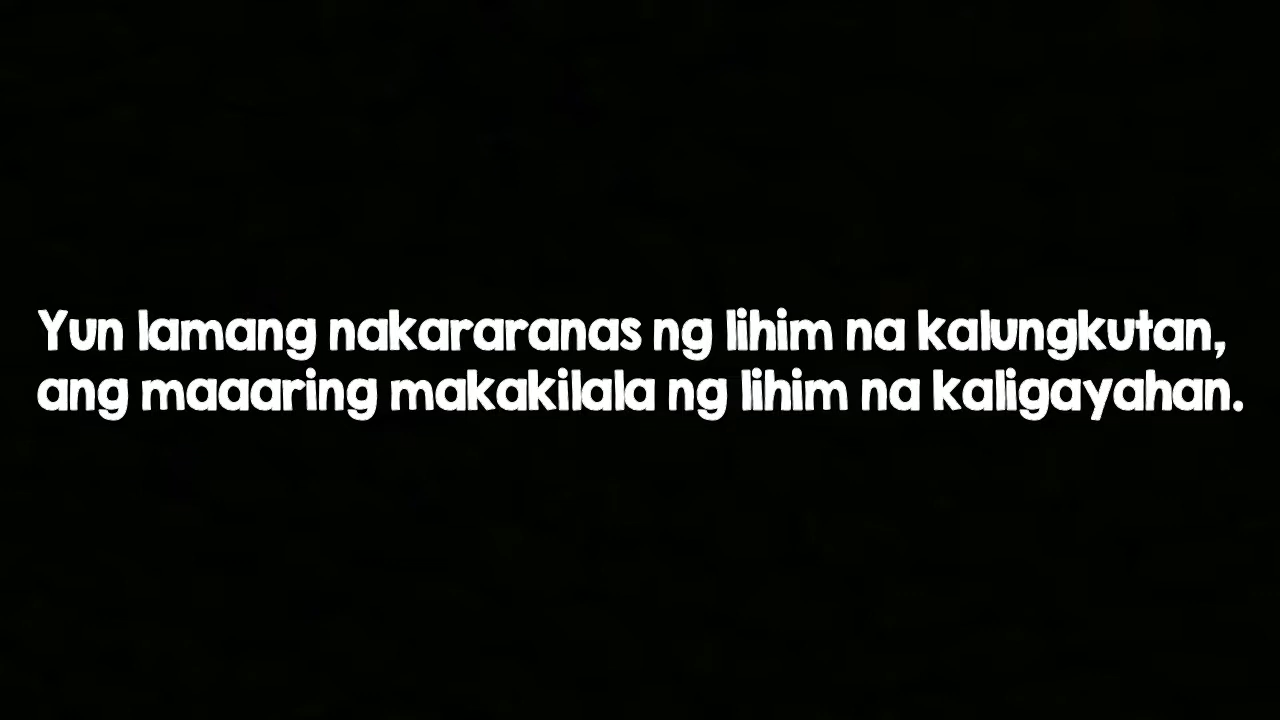 Yun lamang nakararanas ng lihim na kalungkutan,
ang maaaring makakilala ng lihim na kaligayahan.